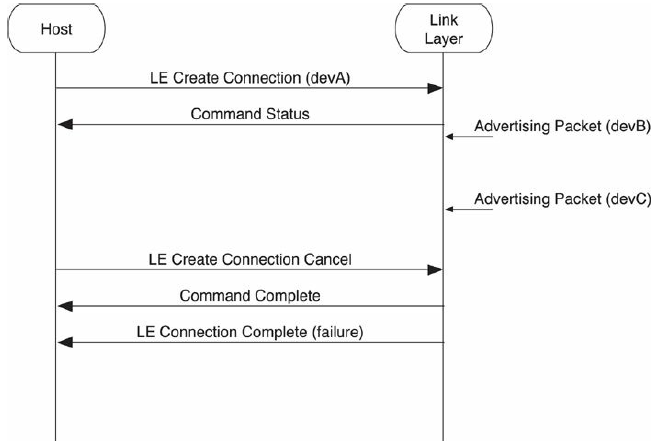 Host
Link
Layer
LE Create Connection (devA)
Command Status
Advertising Packet (devB)
Advertising Packet (devC)
LE Create Connection Cancel
Command Complete
LE Connection Complete (failure)